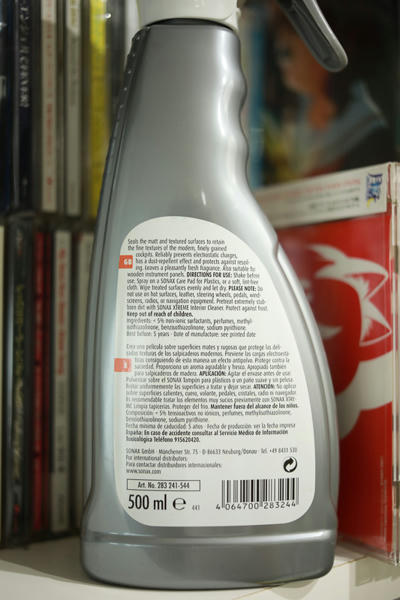 GB
Seals the matt and textured surfaces to retain
the fine textures of the modern, finely grained
cockpits. Reliably prevents electrostatic charges,
has a dust-repellent effect and protects against resoil-
ing. Leaves a pleasantly fresh fragrance. Also suitable for
wooden instrument panels. DIRECTIONS FOR USE: Shake before
use. Spray on a SONAX Care Pad for Plastics, or a soft, lint-free
cloth. Wipe treated surfaces evenly and let dry. PLEASE NOTE: Do
not use on hot surfaces, leather, steering wheels, pedals, wind-
screens, radios, or navigation equipment. Pretreat extremely stub-
born dirt with SONAX XTREME Interior Cleaner. Protect against frost.
Keep out of reach of children.
Ingredients: < 5% non-ionic surfactants, perfumes, methyl-
isothiazolinone, benzisothiazolinone, sodium pyrithione.
Best before: 5 years · Date of manufacture: see printed date
Crea una película sobre superficies mates y rugosas que protege las deli-
cadas texturas de las salpicaderos modernos. Previene las cargas electrostá-
ticas consiguiendo de esta manera un efecto antipolvo. Protege contra la
suciedad. Proporciona un aroma agradable y fresco. Apropiado también
para salpicaderos de madera. APLICACIÓN: Agitar el envase antes de usar.
Pulverizar sobre el SONAX Tampón para plásticos o un paño suave y sin pelusa.
Frotar uniformemente las superficies a tratar y dejar secar. ATENCIÓN: No aplicar
sobre superficies calientes, cuero, volante, pedales, cristales, radio ni navegador.
Es recomendable tratar los elementos muy sucios previamente con SONAX XTRE-
ME Limpia tapicerías. Proteger del frío. Mantener fuera del alcance de los niños.
Composición: < 5% tensioactivos no iónicos, perfumes, methylisothiazolinone,
benzisothiazolinone, sodium pyrithione.
Fecha mínima de caducidad: 5 años · Fecha de producción: ver la fecha impresa
España: En caso de accidente consultar al Servicio Médico de Información
Toxicológica Teléfono 915620420.
SONAX GmbH · Münchener Str. 75 · D-86633 Neuburg/Donau · Tel. +49 8431 530
For international distributors:
Para contactar distribuidores internacionales:
www.sonax.com
Art. No. 283 241-544
500 ml e
441
4 064700 283244